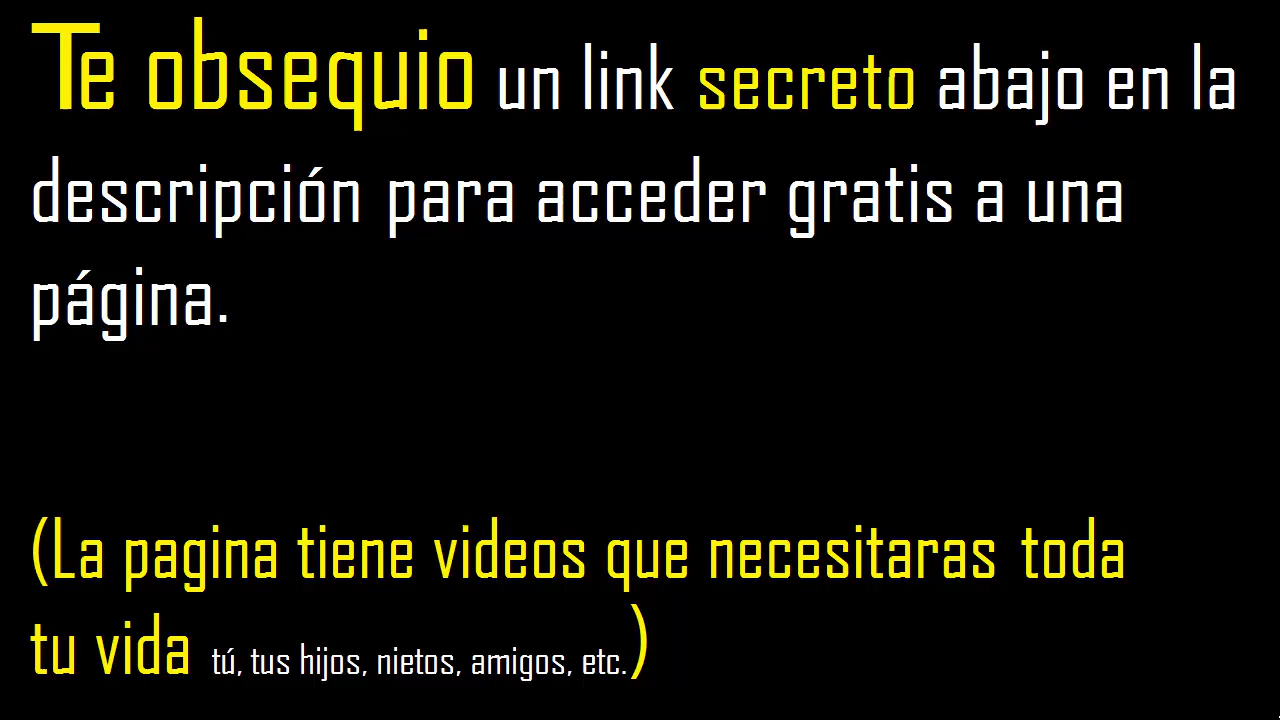 Te obsequio un link secreto abajo en la
descripción para acceder gratis a una
página.
(La pagina tiene videos que necesitaras toda
tu vida tú, tus hijos, nietos, amigos, etc.)